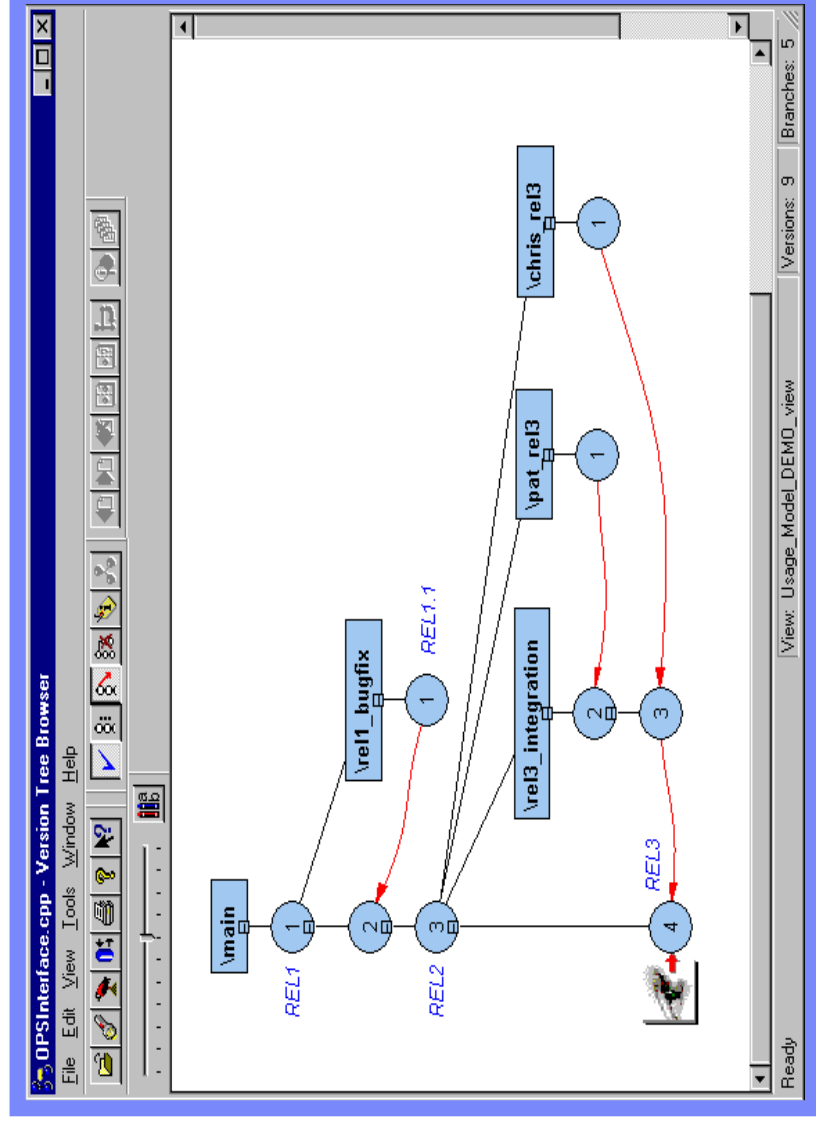 OPSInterface.cpp - Version Tree Browser
File Edit View Tools Window Help
a
b
\main
REL1
1
\rel1_bugfix
2
1
REL1.1
REL2
3
\rel3_integration
\pat_rel3
\chris_rel3
2
1
1
3
REL3
4
Ready
View: Usage_Model_DEMO_view
Versions: 9
Branches: 5